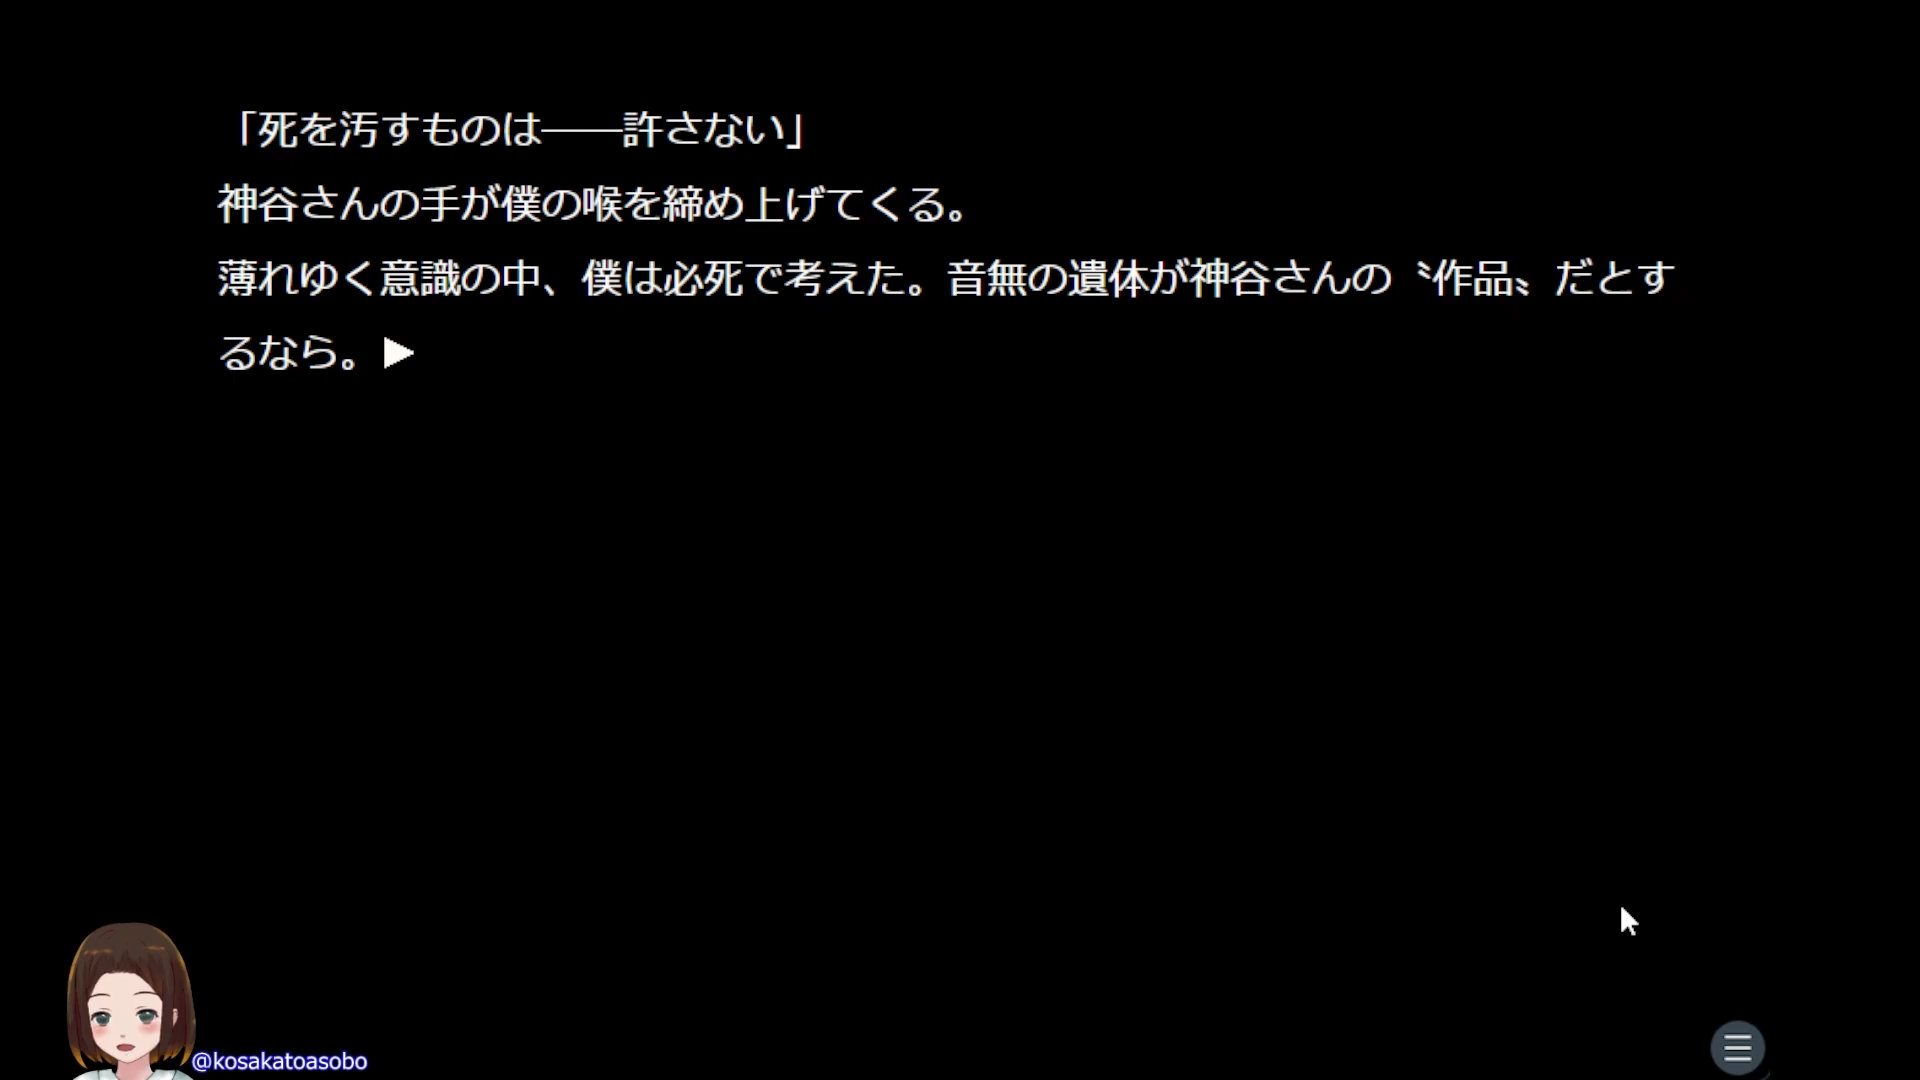 「死を汚すものは――許さない」
神谷さんの手が僕の喉を締め上げてくる。
薄れゆく意識の中、僕は必死で考えた。音無の遺体が神谷さんの〝作品〟だとす
るなら。▶
@kosakatoasobo